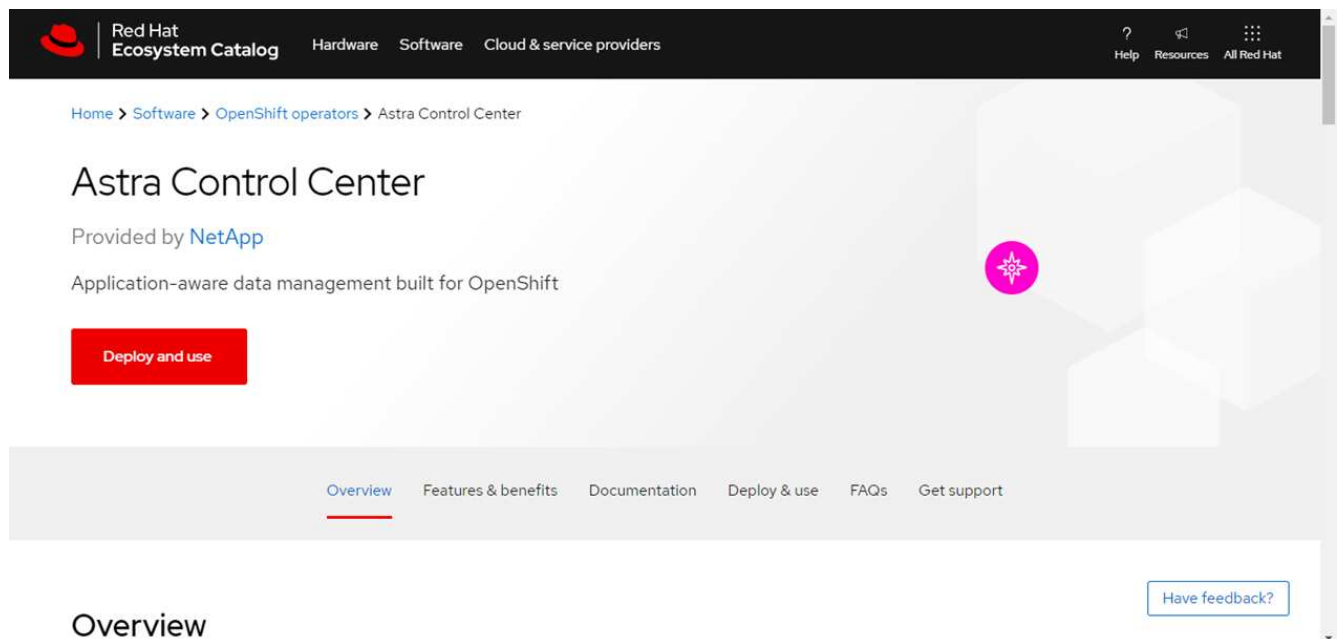 Red Hat
Ecosystem Catalog
Hardware Software Cloud & service providers
? Help Resources All Red Hat
Home > Software > OpenShift operators > Astra Control Center
Astra Control Center
Provided by NetApp
Application-aware data management built for OpenShift
Deploy and use
Overview Features & benefits Documentation Deploy & use FAQs Get support
Have feedback?
Overview